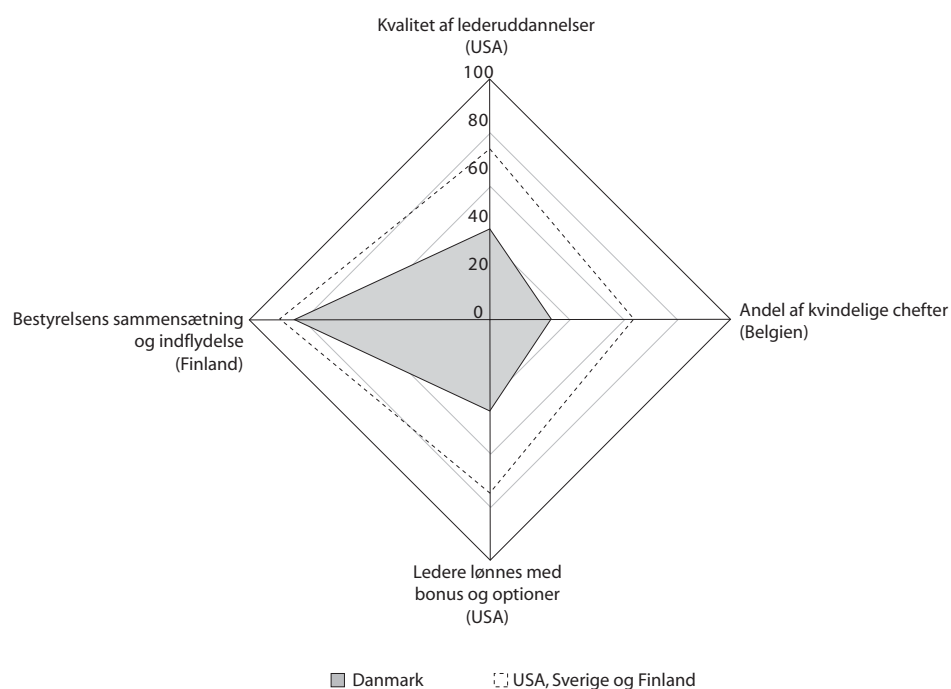 Kvalitet af lederuddannelser
(USA)
100
80
60
40
20
0
Andel af kvindelige chefter
(Belgien)
Bestyrelsens sammensætning
og indflydelse
(Finland)
Ledere lønnes med
bonus og optioner
(USA)
Danmark
USA, Sverige og Finland